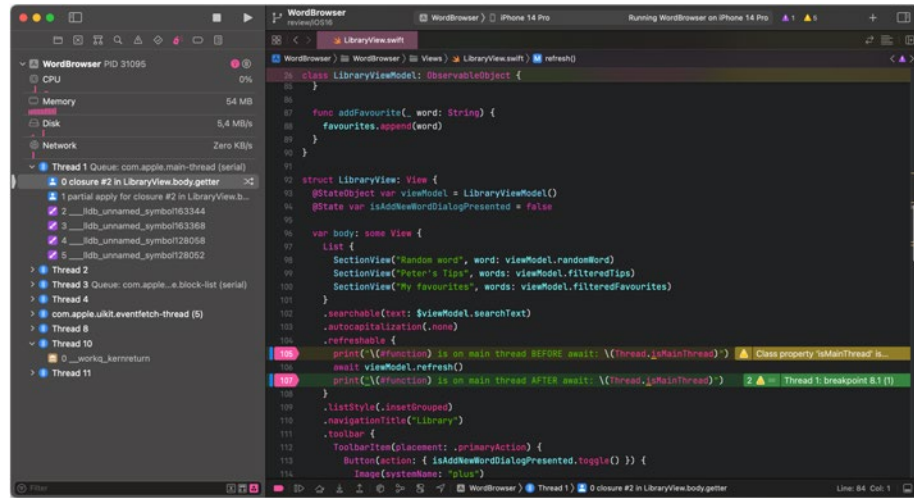 WordBrowser
review/iOS16
WordBrowser
iPhone 14 Pro
Running WordBrowser on iPhone 14 Pro
1
6
LibraryView.swift
WordBrowser
WordBrowser
Views
LibraryView.swift
M refresh()
WordBrowser PID 31095
CPU
0%
Memory
54 MB
Disk
5,4 MB/s
Network
Zero KB/s
Thread 1 Queue: com.apple.main-thread (serial)
0 closure #2 in LibraryView.body.getter
1 partial apply for closure #2 in LibraryView.b...
2 ___lldb_unnamed_symbol163344
3 ___lldb_unnamed_symbol163368
4 ___lldb_unnamed_symbol128058
5 ___lldb_unnamed_symbol128052
Thread 2
Thread 3 Queue: com.apple...e.block-list (serial)
Thread 4
com.apple.uikit.eventfetch-thread (5)
Thread 8
Thread 10
0 __workq_kernreturn
Thread 11
Filter
26 class LibraryViewModel: ObservableObject {
85 }
86
87 func addFavourite(_ word: String) {
88 favourites.append(word)
89 }
90 }
91
92 struct LibraryView: View {
93 @StateObject var viewModel = LibraryViewModel()
94 @State var isAddNewWordDialogPresented = false
95
96 var body: some View {
97 List {
98 SectionView("Random word", word: viewModel.randomWord)
99 SectionView("Peter's Tips", words: viewModel.filteredTips)
100 SectionView("My favourites", words: viewModel.filteredFavourites)
101 }
102 .searchable(text: $viewModel.searchText)
103 .autocapitalization(.none)
104 .refreshable {
105 print("\(#function) is on main thread BEFORE await: \(Thread.isMainThread)") Class property 'isMainThread' is...
106 await viewModel.refresh()
107 print("\(#function) is on main thread AFTER await: \(Thread.isMainThread)") 2 Thread 1: breakpoint 8.1 (1)
108 }
109 .listStyle(.insetGrouped)
110 .navigationTitle("Library")
111 .toolbar {
112 ToolbarItem(placement: .primaryAction) {
113 Button(action: { isAddNewWordDialogPresented.toggle() }) {
114 Image(systemName: "plus")
WordBrowser
Thread 1
0 closure #2 in LibraryView.body.getter
Line: 84 Col: 1